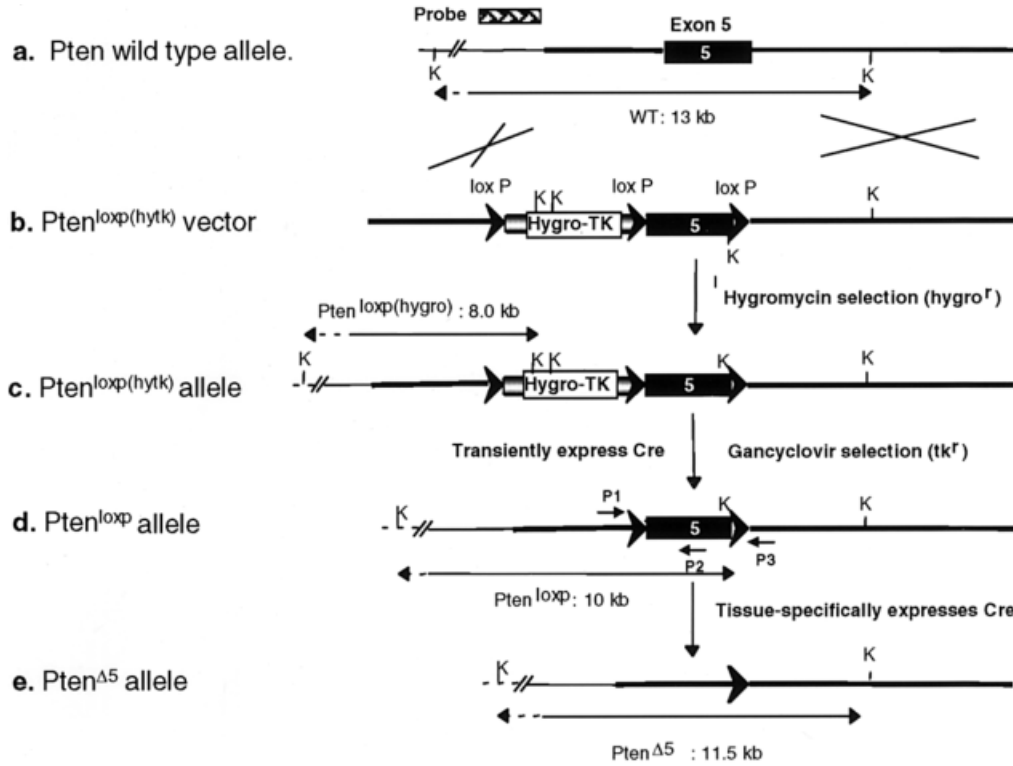 Probe
Exon 5
a. Pten wild type allele.
5
K
K
WT: 13 kb
lox P
lox P
lox P
K K
K
b. Pten loxp(hytk) vector
Hygro-TK
5
K
Hygromycin selection (hygro r)
Pten loxp(hygro) : 8.0 kb
K
K K
K
K
c. Pten loxp(hytk) allele
Hygro-TK
5
Transiently express Cre
Gancyclovir selection (tk r)
P1
K
K
K
d. Pten loxp allele
5
P2
P3
Pten loxp : 10 kb
Tissue-specifically expresses Cre
K
K
e. Pten Δ5 allele
Pten Δ5 : 11.5 kb